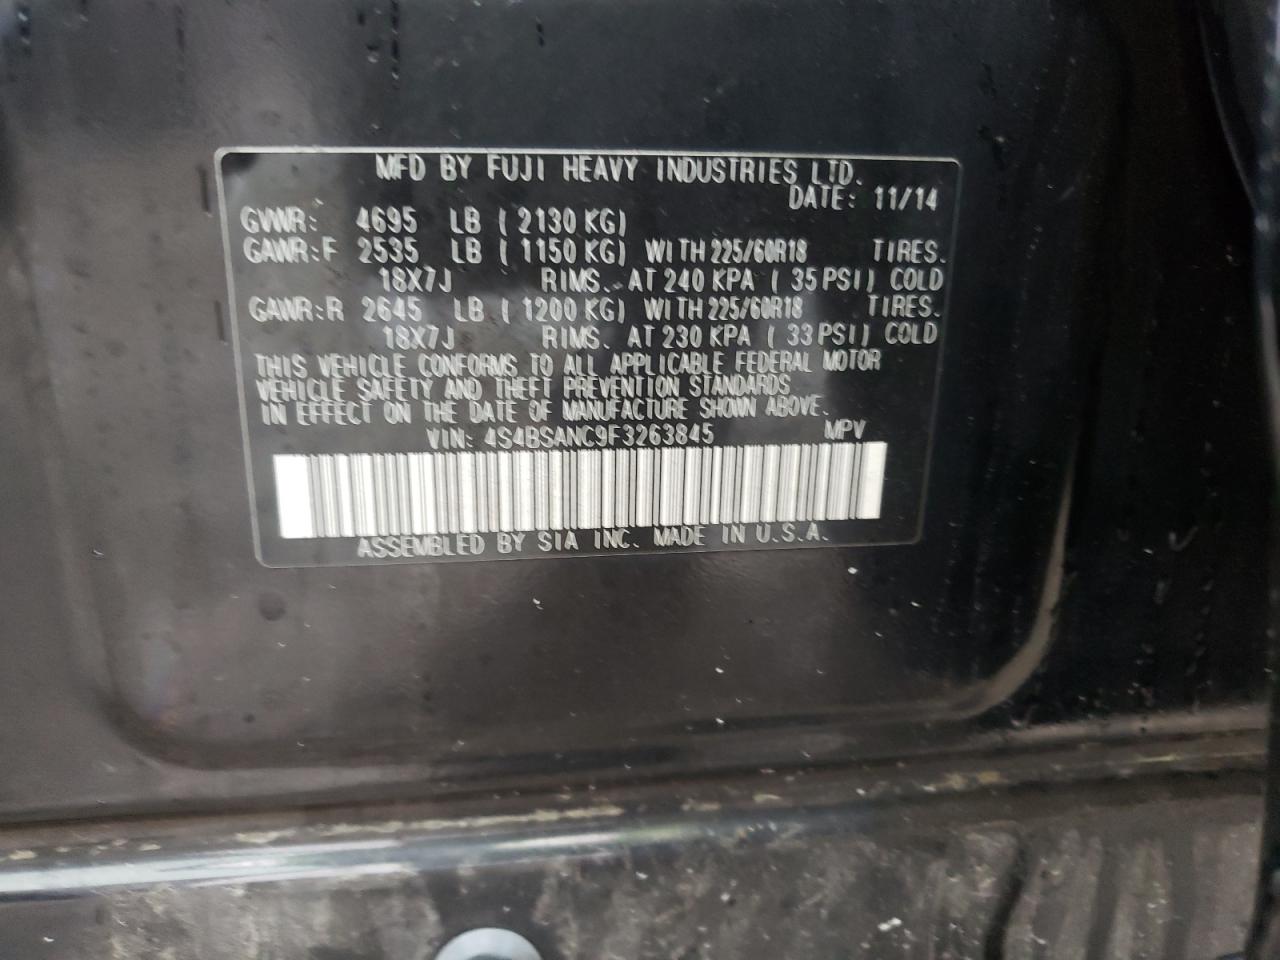 MFD BY FUJI HEAVY INDUSTRIES LTD.
DATE: 11/14
GVWR: 4695 LB ( 2130 KG)
GAWR:F 2535 LB ( 1150 KG) WITH 225/60R18 TIRES.
18X7J RIMS. AT 240 KPA ( 35 PSI) COLD
GAWR:R 2645 LB ( 1200 KG) WITH 225/60R18 TIRES.
18X7J RIMS. AT 230 KPA ( 33 PSI) COLD
THIS VEHICLE CONFORMS TO ALL APPLICABLE FEDERAL MOTOR
VEHICLE SAFETY AND THEFT PREVENTION STANDARDS
IN EFFECT ON THE DATE OF MANUFACTURE SHOWN ABOVE.
VIN: 4S4BSANC9F3263845 MPV
ASSEMBLED BY SIA INC. MADE IN U.S.A.